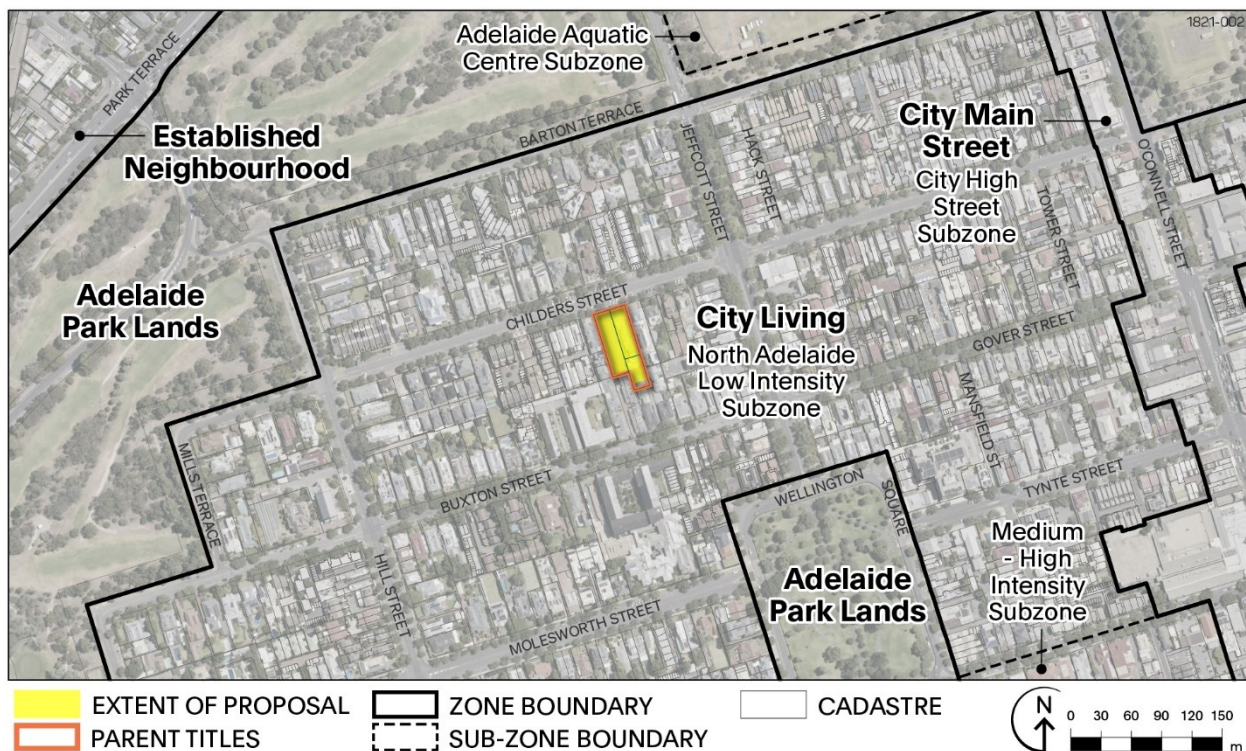 1821-002
Adelaide Aquatic
Centre Subzone
PARK TERRACE
Established
Neighbourhood
BARTON TERRACE
JEFFCOTT STREET
HACK STREET
City Main
Street
City High
Street
Subzone
O'CONNELL STREET
TOWER STREET
Adelaide
Park Lands
CHILDERS STREET
City Living
North Adelaide
Low Intensity
Subzone
GOVER STREET
MANSFIELD ST
MILLS TERRACE
BUXTON STREET
WELLINGTON
SQUARE
TYNTE STREET
HILL STREET
MOLESWORTH STREET
Adelaide
Park Lands
Medium
- High
Intensity
Subzone
EXTENT OF PROPOSAL
PARENT TITLES
ZONE BOUNDARY
SUB-ZONE BOUNDARY
CADASTRE
N
0 30 60 90 120 150
m